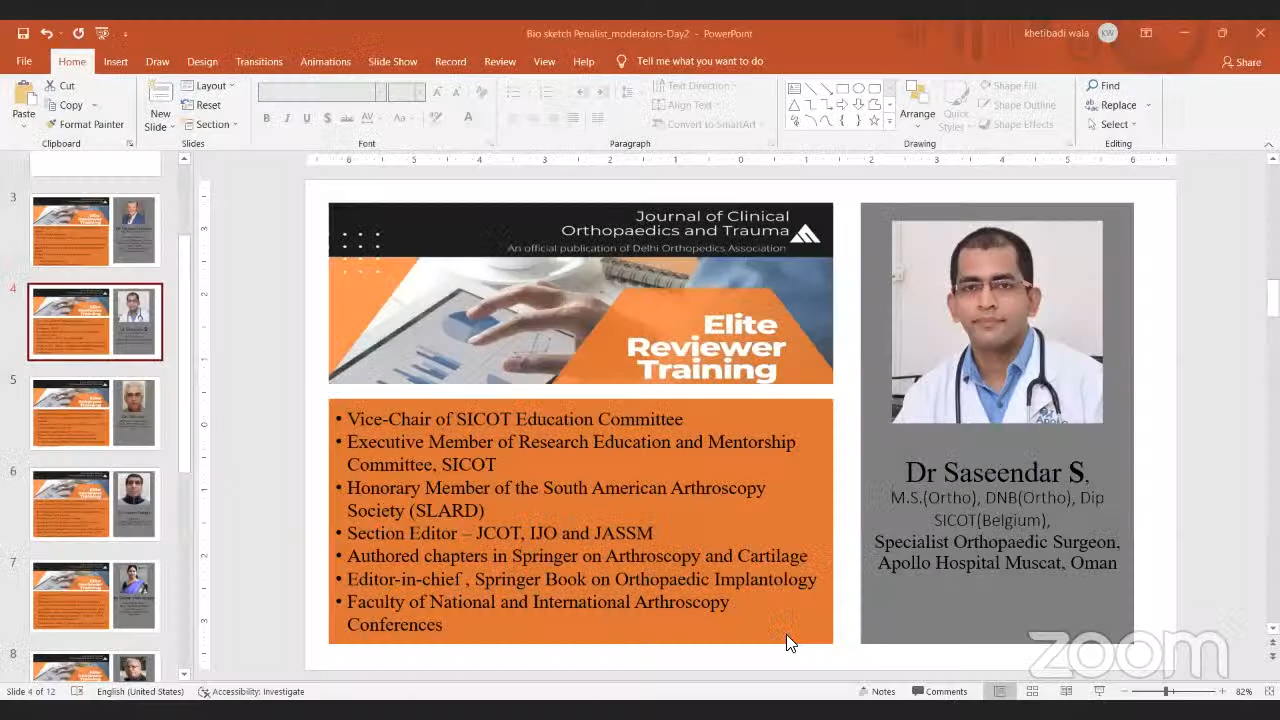 Bio sketch Penalist_moderators-Day2 - PowerPoint
khetibadi wala
KW
File Home Insert Draw Design Transitions Animations Slide Show Record Review View Help Tell me what you want to do
Share
Paste
Cut
Copy
Format Painter
Clipboard
New Slide
Layout
Reset
Section
Slides
Font
Text Direction
Align Text
Convert to SmartArt
Paragraph
Arrange
Quick Styles
Shape Fill
Shape Outline
Shape Effects
Drawing
Find
Replace
Select
Editing
3
4
5
6
7
8
Journal of Clinical
Orthopaedics and Trauma
An official publication of Delhi Orthopedics Association
Elite
Reviewer
Training
• Vice-Chair of SICOT Education Committee
• Executive Member of Research Education and Mentorship
Committee, SICOT
• Honorary Member of the South American Arthroscopy
Society (SLARD)
• Section Editor – JCOT, IJO and JASSM
• Authored chapters in Springer on Arthroscopy and Cartilage
• Editor-in-chief , Springer Book on Orthopaedic Implantology
• Faculty of National and International Arthroscopy
Conferences
Apollo
Dr Saseendar S,
M.S.(Ortho), DNB(Ortho), Dip
SICOT(Belgium),
Specialist Orthopaedic Surgeon,
Apollo Hospital Muscat, Oman
zoom
Slide 4 of 12 English (United States) Accessibility: Investigate
Notes Comments 82%